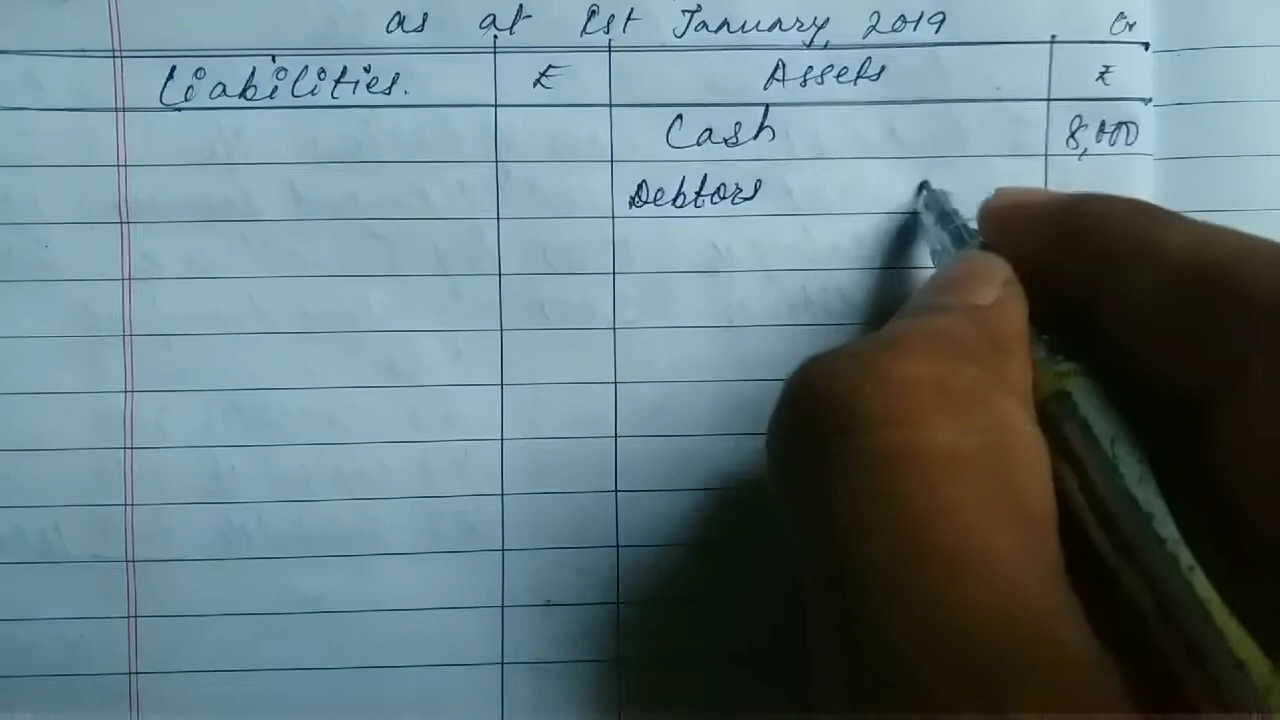 as at 1st January, 2019 Cr
Liabilities. ₹ Assets ₹
Cash 8,000
Debtors